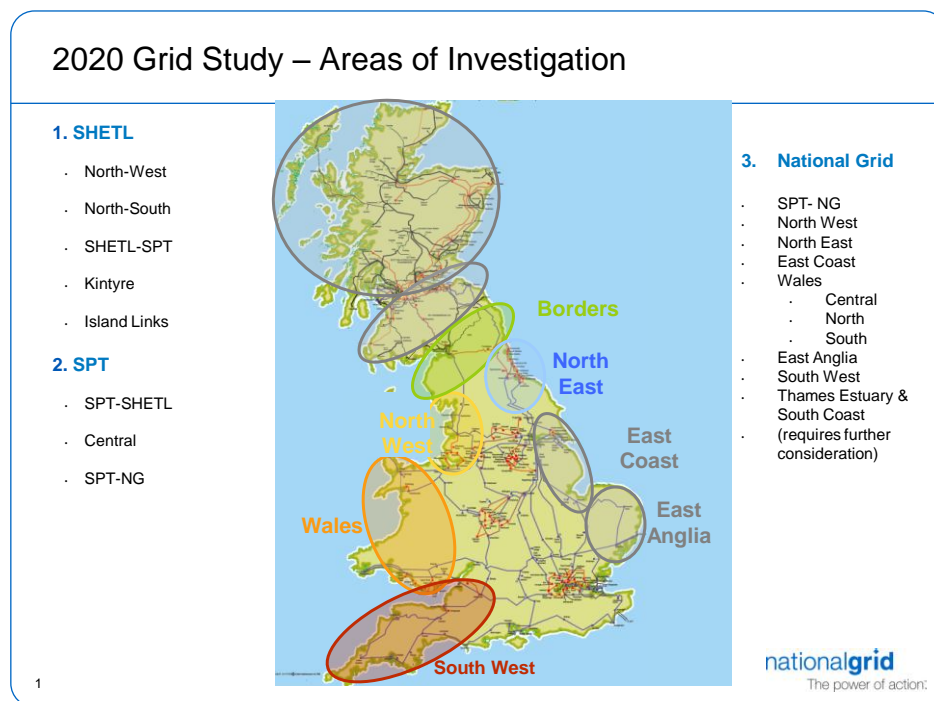 2020 Grid Study – Areas of Investigation
1. SHETL
· North-West
· North-South
· SHETL-SPT
· Kintyre
· Island Links
2. SPT
· SPT-SHETL
· Central
· SPT-NG
Borders
North
East
North
West
East
Coast
East
Anglia
Wales
South West
3. National Grid
· SPT- NG
· North West
· North East
· East Coast
· Wales
· Central
· North
· South
· East Anglia
· South West
· Thames Estuary &
South Coast
· (requires further
consideration)
1
nationalgrid
The power of action.